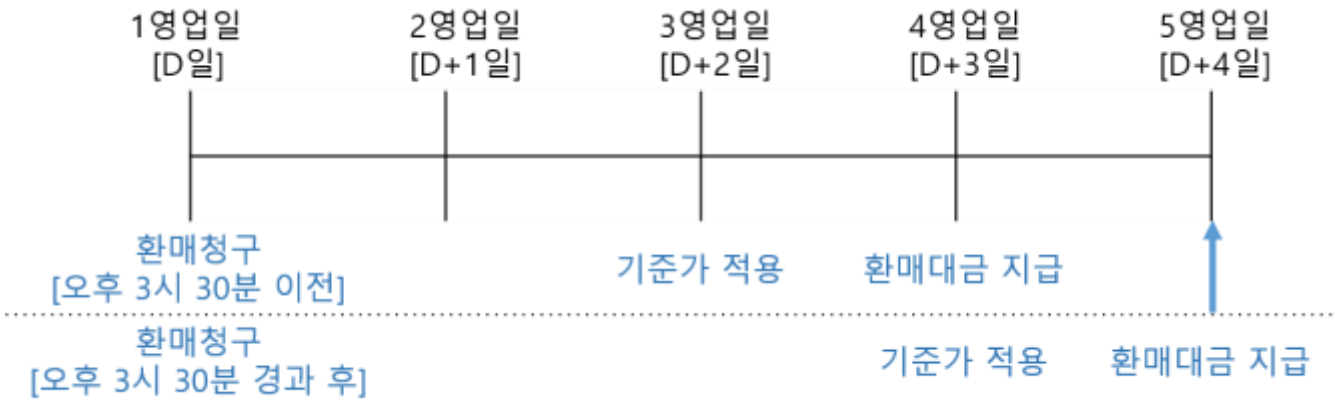 1영업일 2영업일 3영업일 4영업일 5영업일
[D일] [D+1일] [D+2일] [D+3일] [D+4일]
환매청구
[오후 3시 30분 이전]
기준가 적용 환매대금 지급
환매청구
[오후 3시 30분 경과 후]
기준가 적용 환매대금 지급